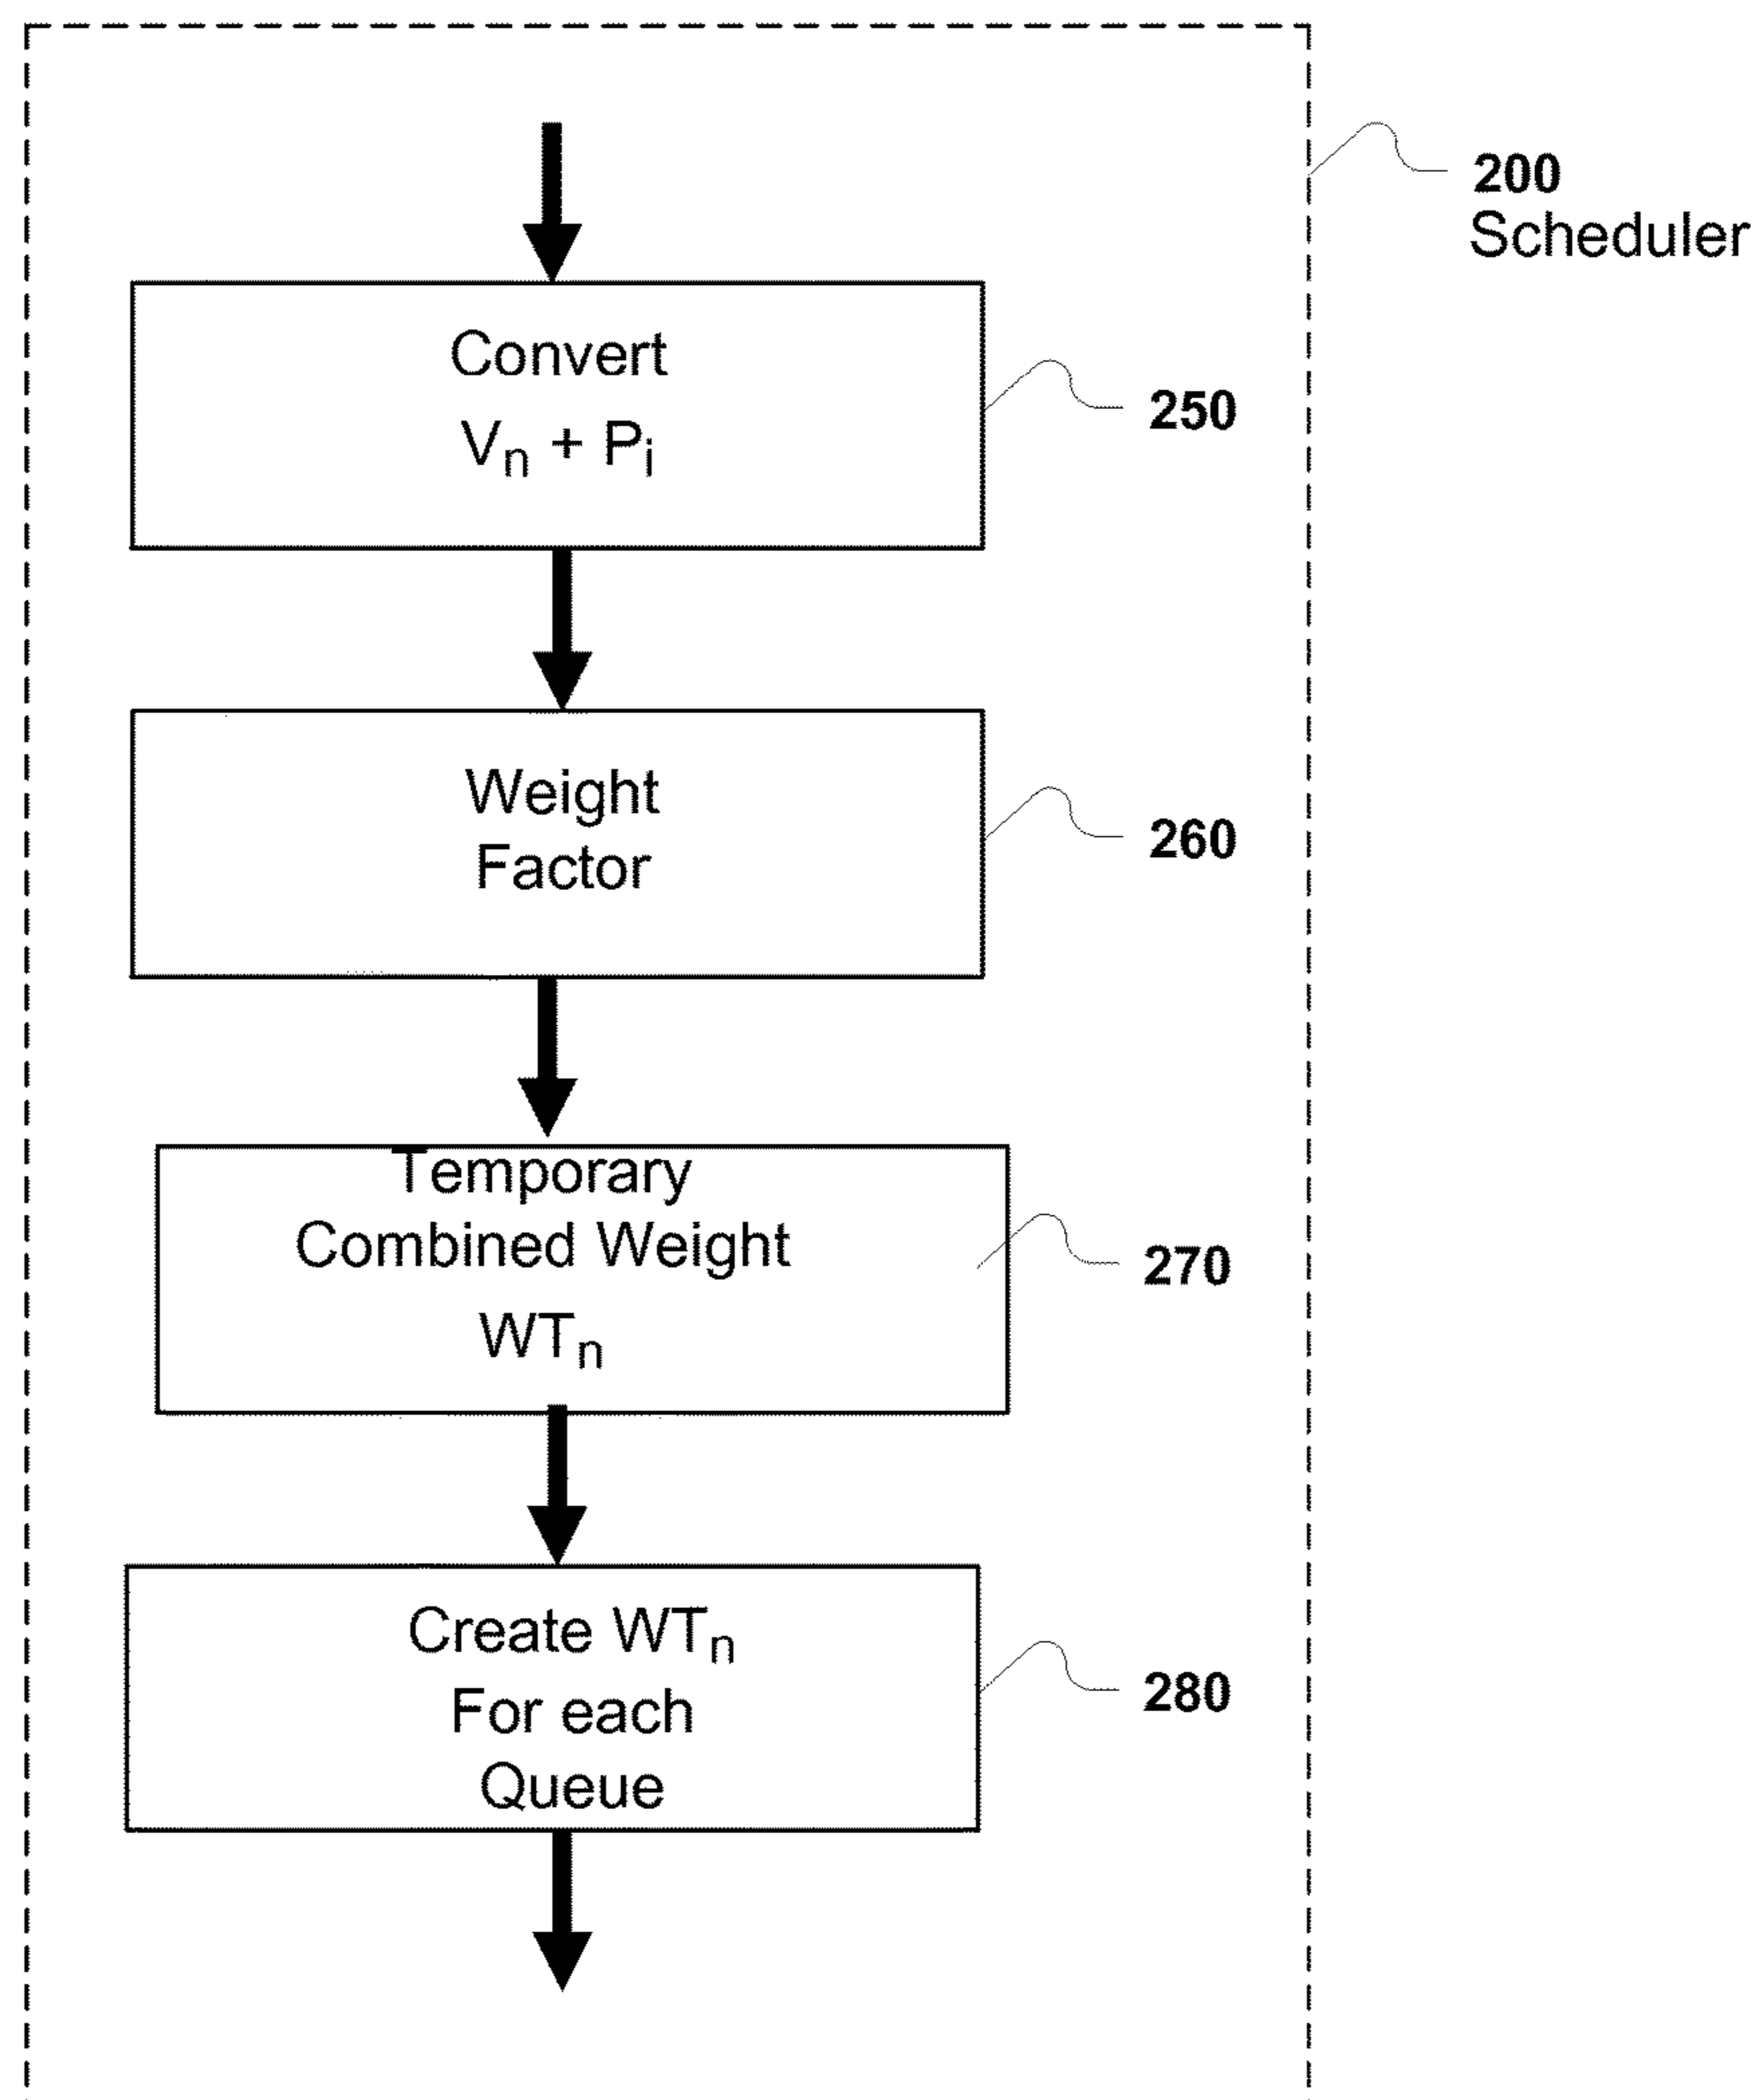 200
Scheduler
Convert
Vₙ + Pᵢ
250
Weight
Factor
260
Temporary
Combined Weight
WTₙ
270
Create WTₙ
For each
Queue
280